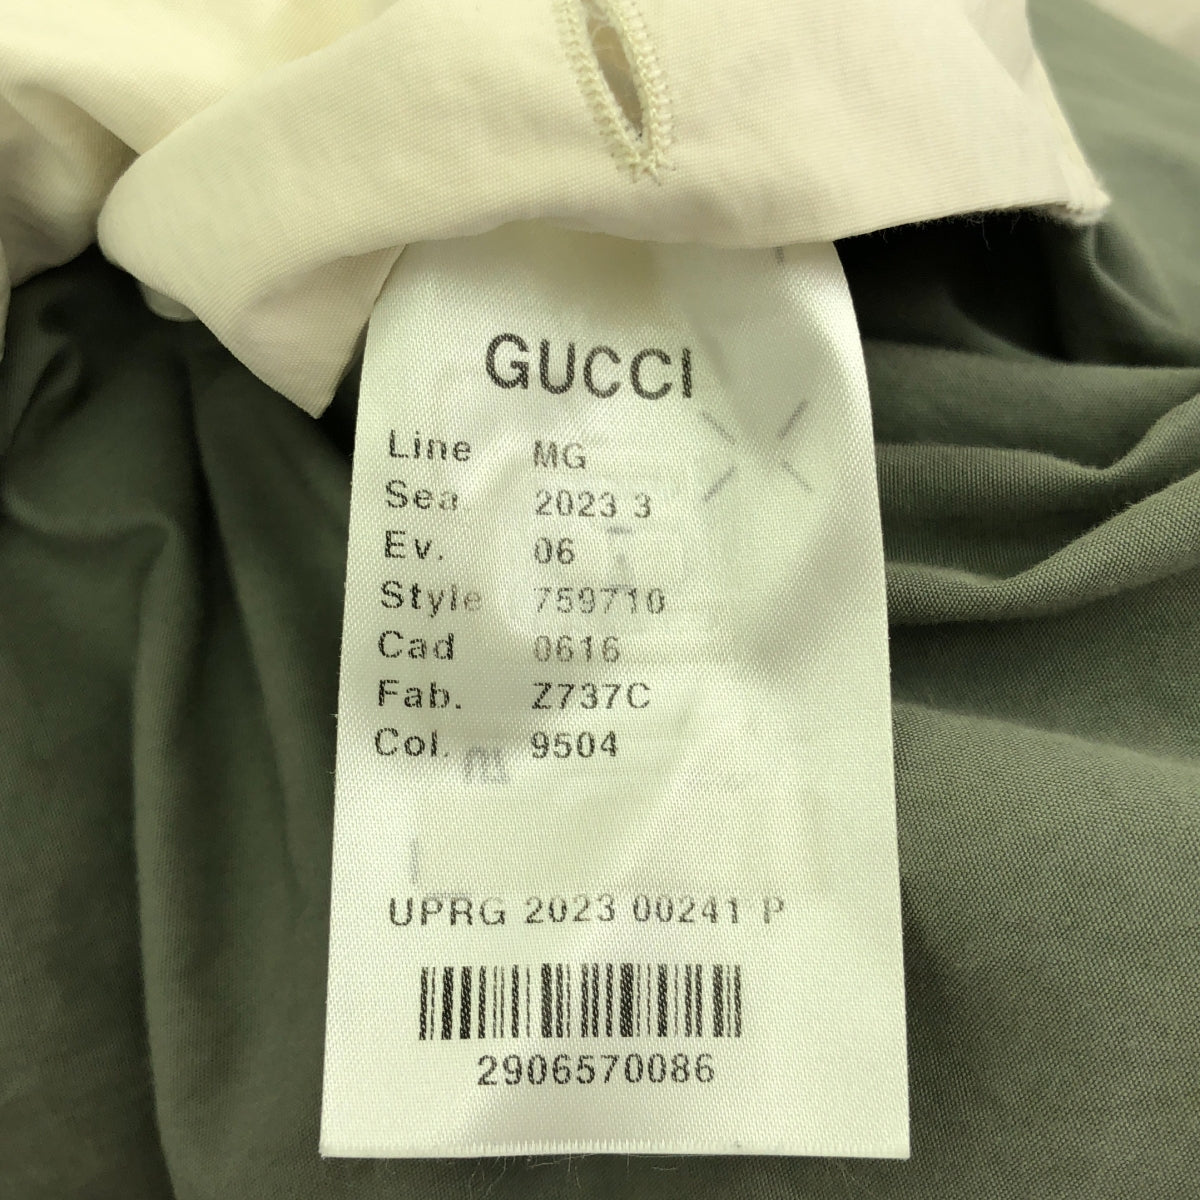 GUCCI
Line MG
Sea 2023 3
Ev. 06
Style 759710
Cad 0616
Fab. Z737C
Col. 9504
UPRG 2023 00241 P
2906570086